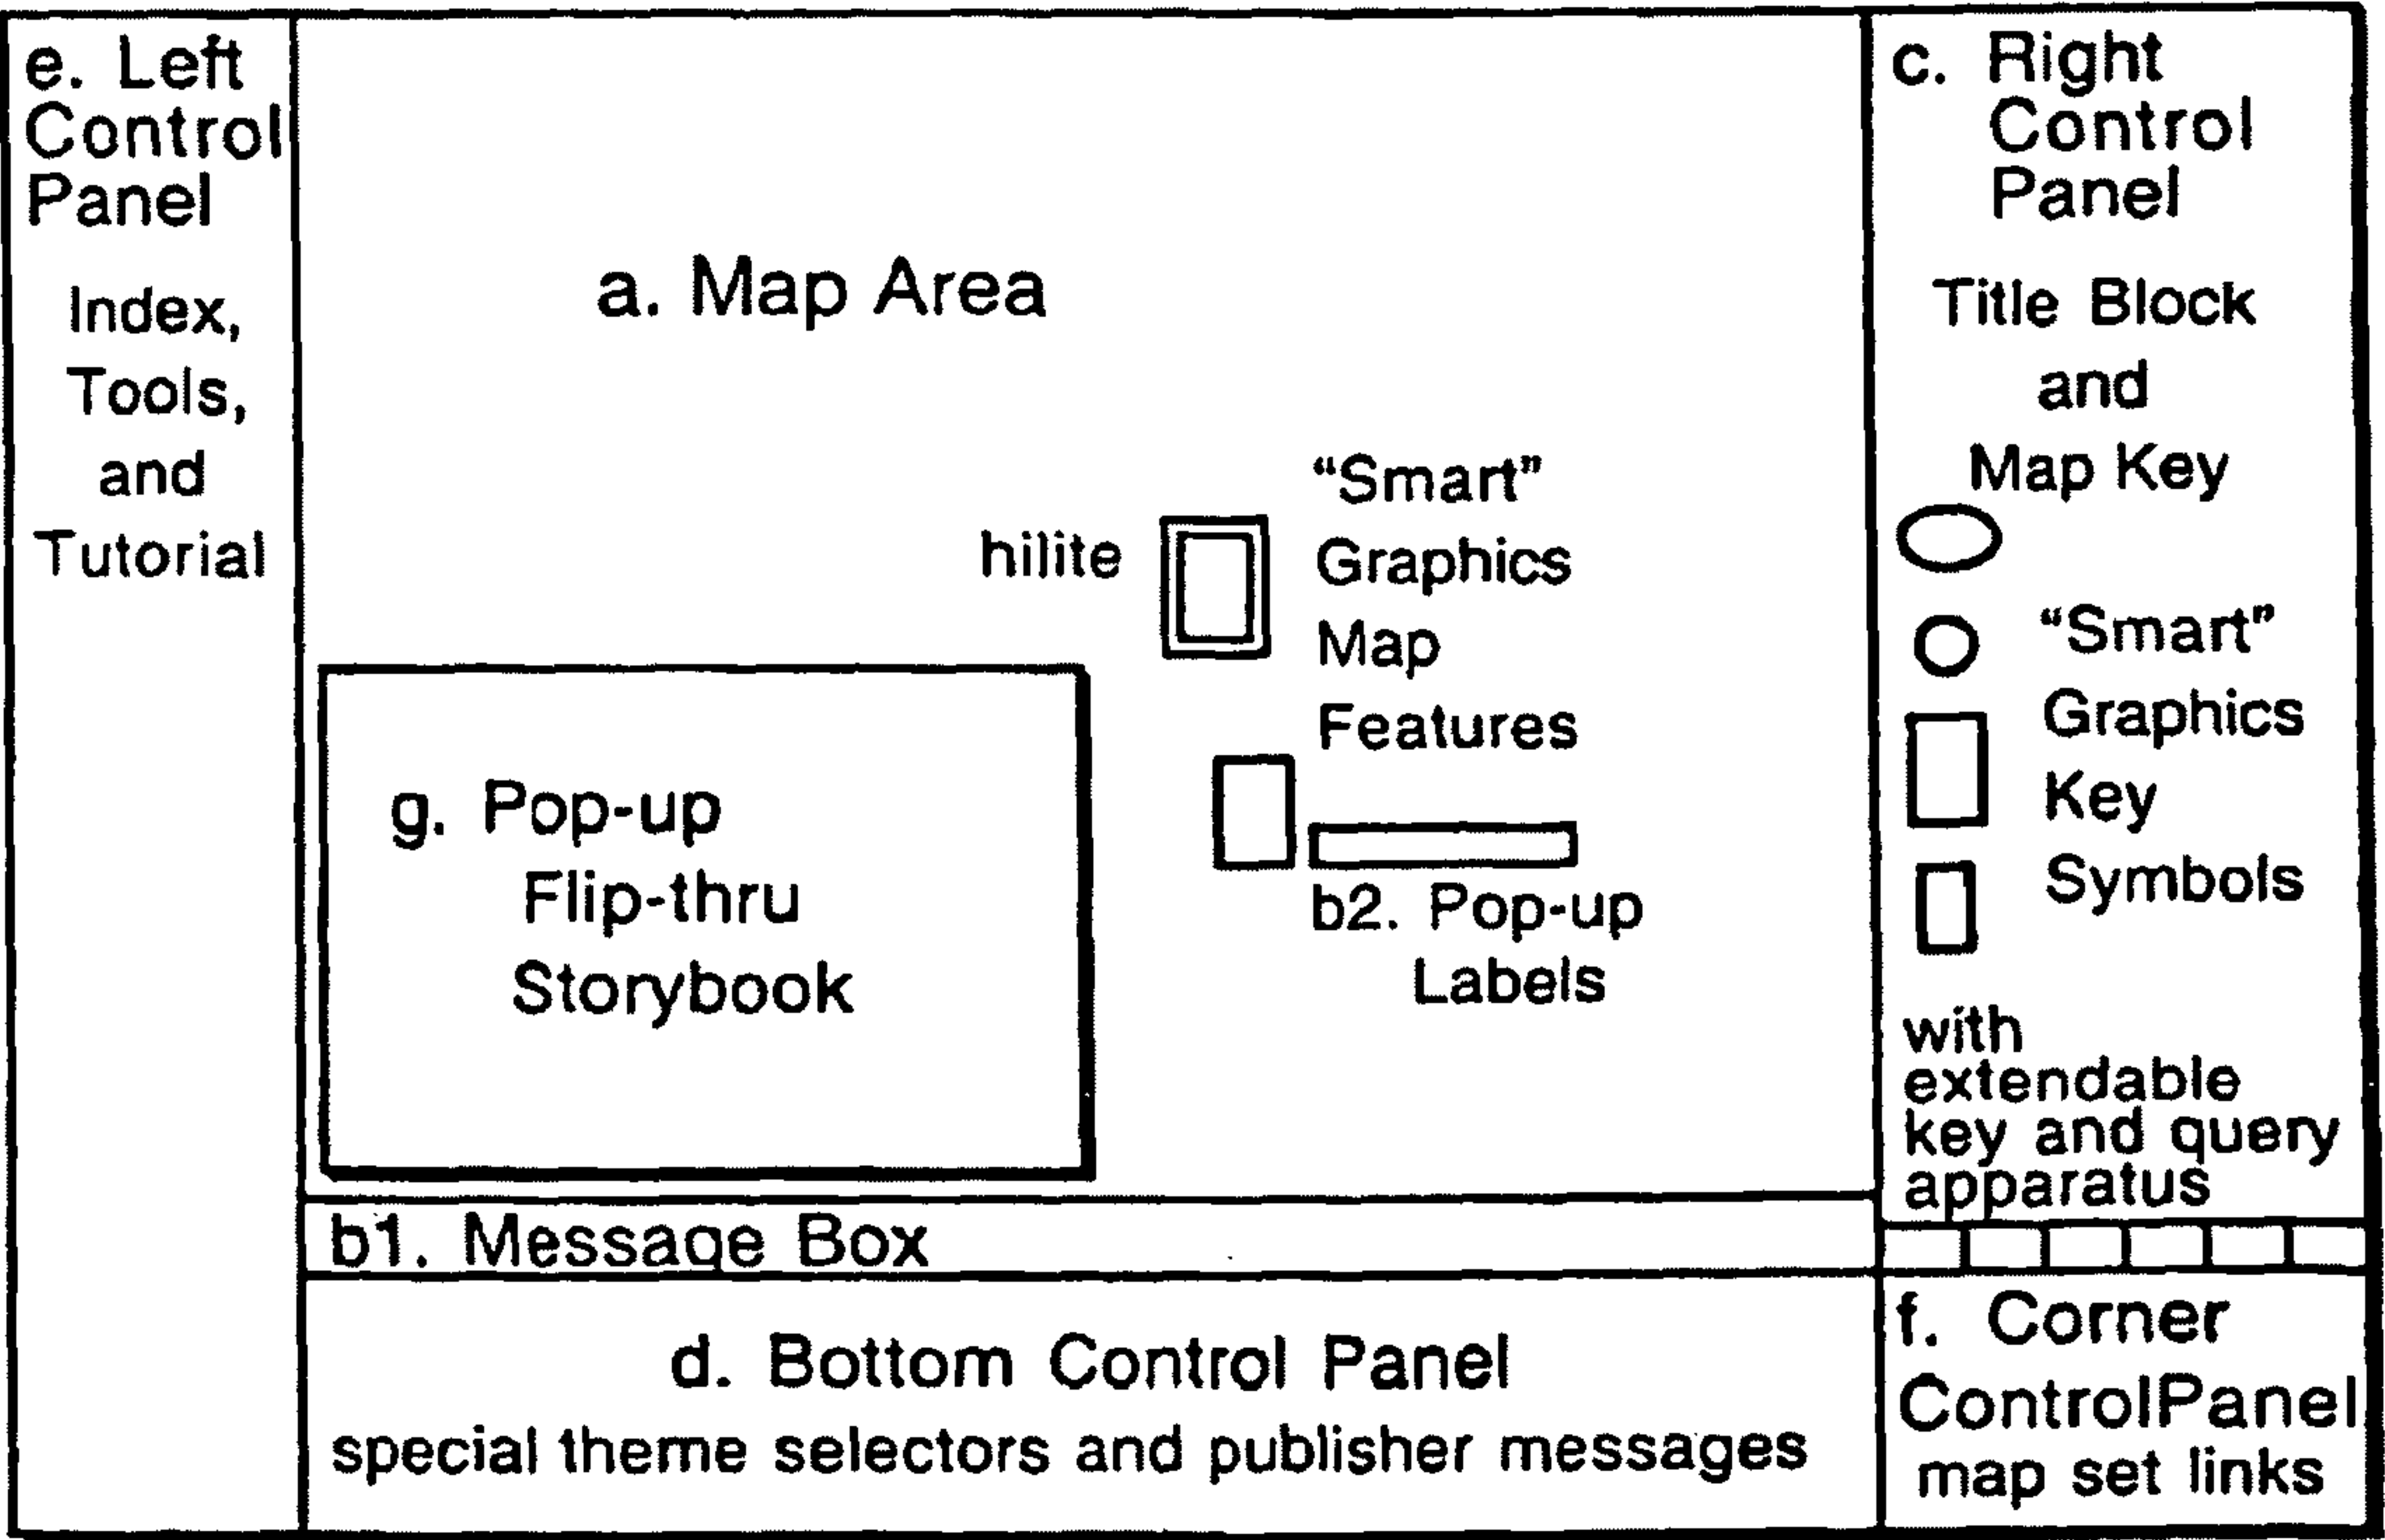 e. Left
Control
Panel
Index,
Tools,
and
Tutorial
a. Map Area
hilite
“Smart”
Graphics
Map
Features
b2. Pop-up
Labels
g. Pop-up
Flip-thru
Storybook
b1. Message Box
d. Bottom Control Panel
special theme selectors and publisher messages
c. Right
Control
Panel
Title Block
and
Map Key
“Smart”
Graphics
Key
Symbols
with
extendable
key and query
apparatus
f. Corner
ControlPanel
map set links